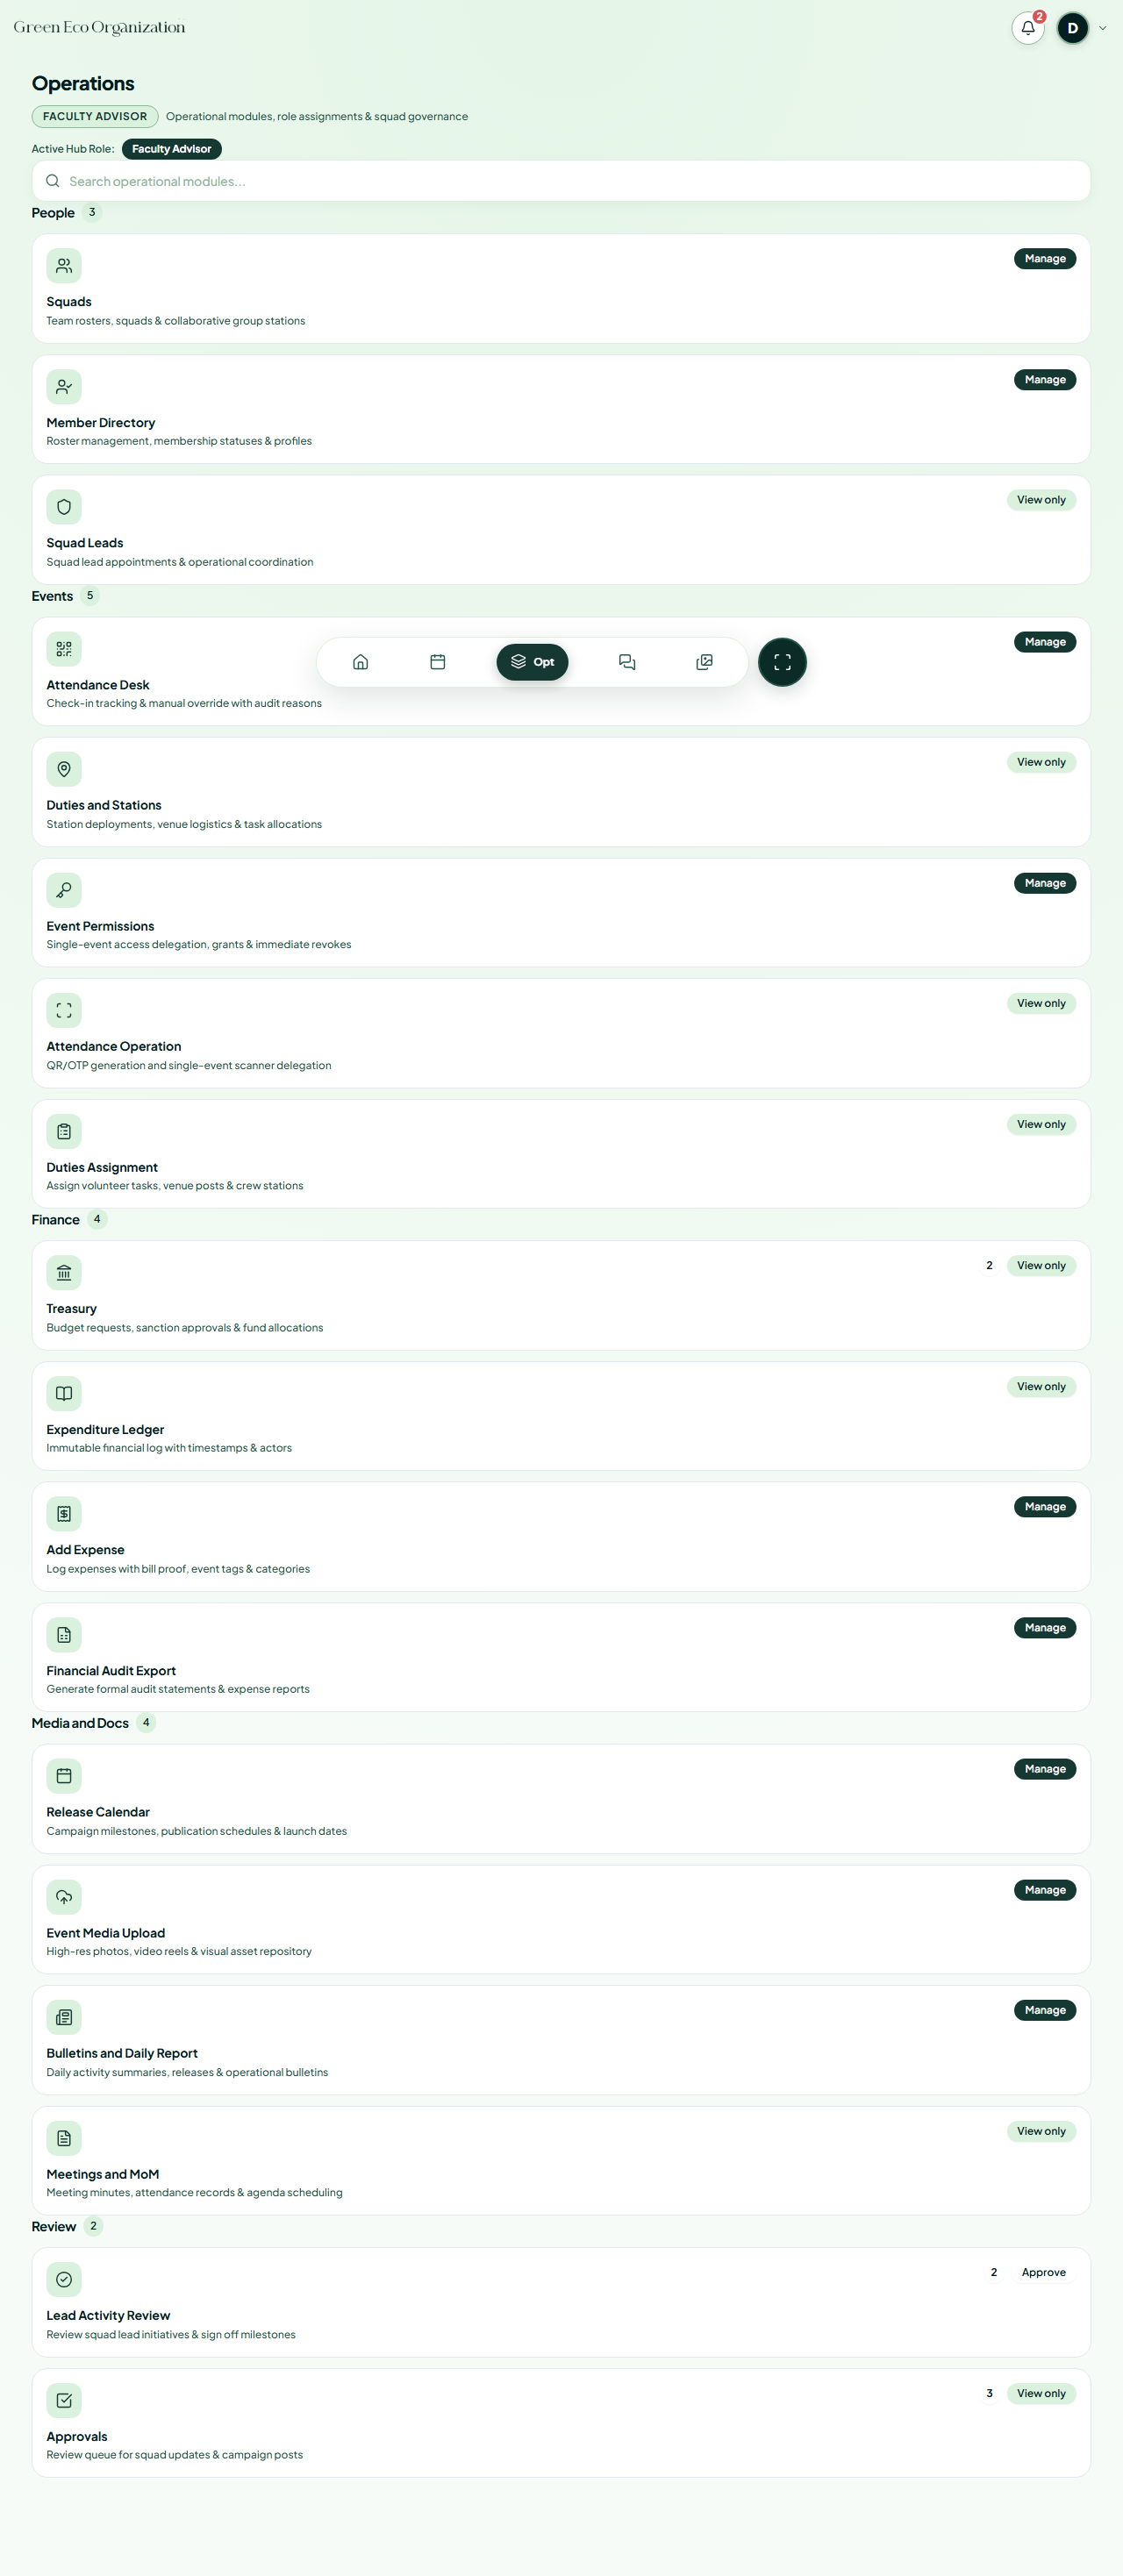 Green Eco Organization
2
D
Operations
FACULTY ADVISOR Operational modules, role assignments & squad governance
Active Hub Role: Faculty Advisor
Search operational modules...
People 3
Manage
Squads
Team rosters, squads & collaborative group stations
Manage
Member Directory
Roster management, membership statuses & profiles
View only
Squad Leads
Squad lead appointments & operational coordination
Events 5
Manage
Opt
Attendance Desk
Check-in tracking & manual override with audit reasons
View only
Duties and Stations
Station deployments, venue logistics & task allocations
Manage
Event Permissions
Single-event access delegation, grants & immediate revokes
View only
Attendance Operation
QR/OTP generation and single-event scanner delegation
View only
Duties Assignment
Assign volunteer tasks, venue posts & crew stations
Finance 4
2 View only
Treasury
Budget requests, sanction approvals & fund allocations
View only
Expenditure Ledger
Immutable financial log with timestamps & actors
Manage
Add Expense
Log expenses with bill proof, event tags & categories
Manage
Financial Audit Export
Generate formal audit statements & expense reports
Media and Docs 4
Manage
Release Calendar
Campaign milestones, publication schedules & launch dates
Manage
Event Media Upload
High-res photos, video reels & visual asset repository
Manage
Bulletins and Daily Report
Daily activity summaries, releases & operational bulletins
View only
Meetings and MoM
Meeting minutes, attendance records & agenda scheduling
Review 2
2 Approve
Lead Activity Review
Review squad lead initiatives & sign off milestones
3 View only
Approvals
Review queue for squad updates & campaign posts